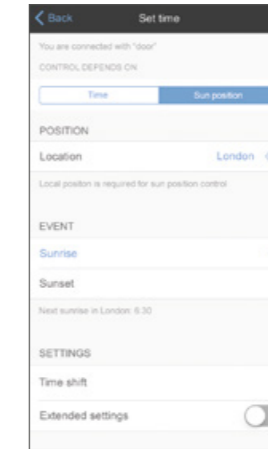 Back Set time
You are connected with "door"
CONTROL DEPENDS ON
Time Sun position
POSITION
Location London
Local positon is required for sun position control
EVENT
Sunrise
Sunset
Next sunrise in London: 6:30
SETTINGS
Time shift
Extended settings